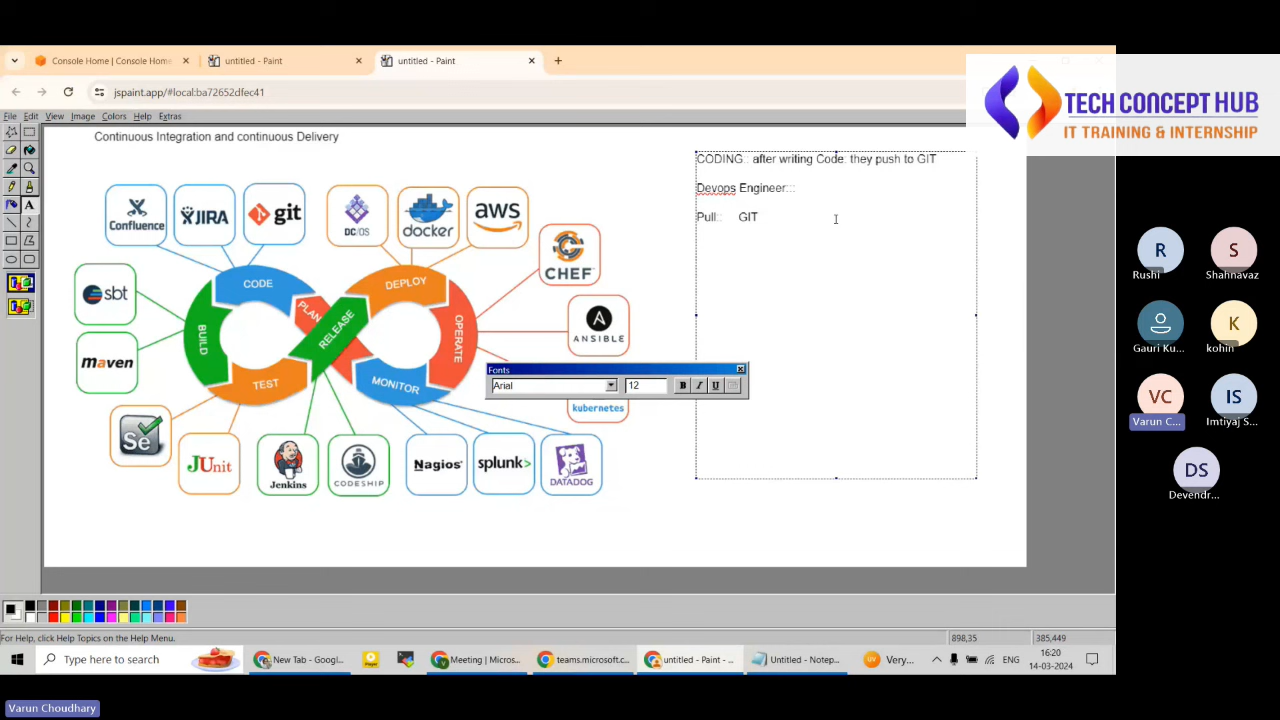 Console Home | Console Home
untitled - Paint
untitled - Paint
jspaint.app/#local:ba72652dfec41
TECH CONCEPT HUB
IT TRAINING & INTERNSHIP
File Edit View Image Colors Help Extras
Continuous Integration and continuous Delivery
CODING:: after writing Code: they push to GIT
Devops Engineer:::
Pull:: GIT
Confluence
JIRA
git
DC/OS
docker
aws
CHEF
sbt
CODE
DEPLOY
PLAN
RELEASE
BUILD
OPERATE
ANSIBLE
maven
TEST
MONITOR
kubernetes
Fonts
Arial
12
B I U
Se
JUnit
Jenkins
CODESHIP
Nagios
splunk>
DATADOG
Rushi
Shahnavaz
Gauri Ku...
kohin
Varun C...
Imtiyaj S...
Devendr...
R
S
K
VC
IS
DS
For Help, click Help Topics on the Help Menu.
898,35
385,449
Type here to search
New Tab - Googl...
Meeting | Micros...
teams.microsoft.c...
untitled - Paint - ...
Untitled - Notep...
Very...
ENG
16:20
14-03-2024
Varun Choudhary